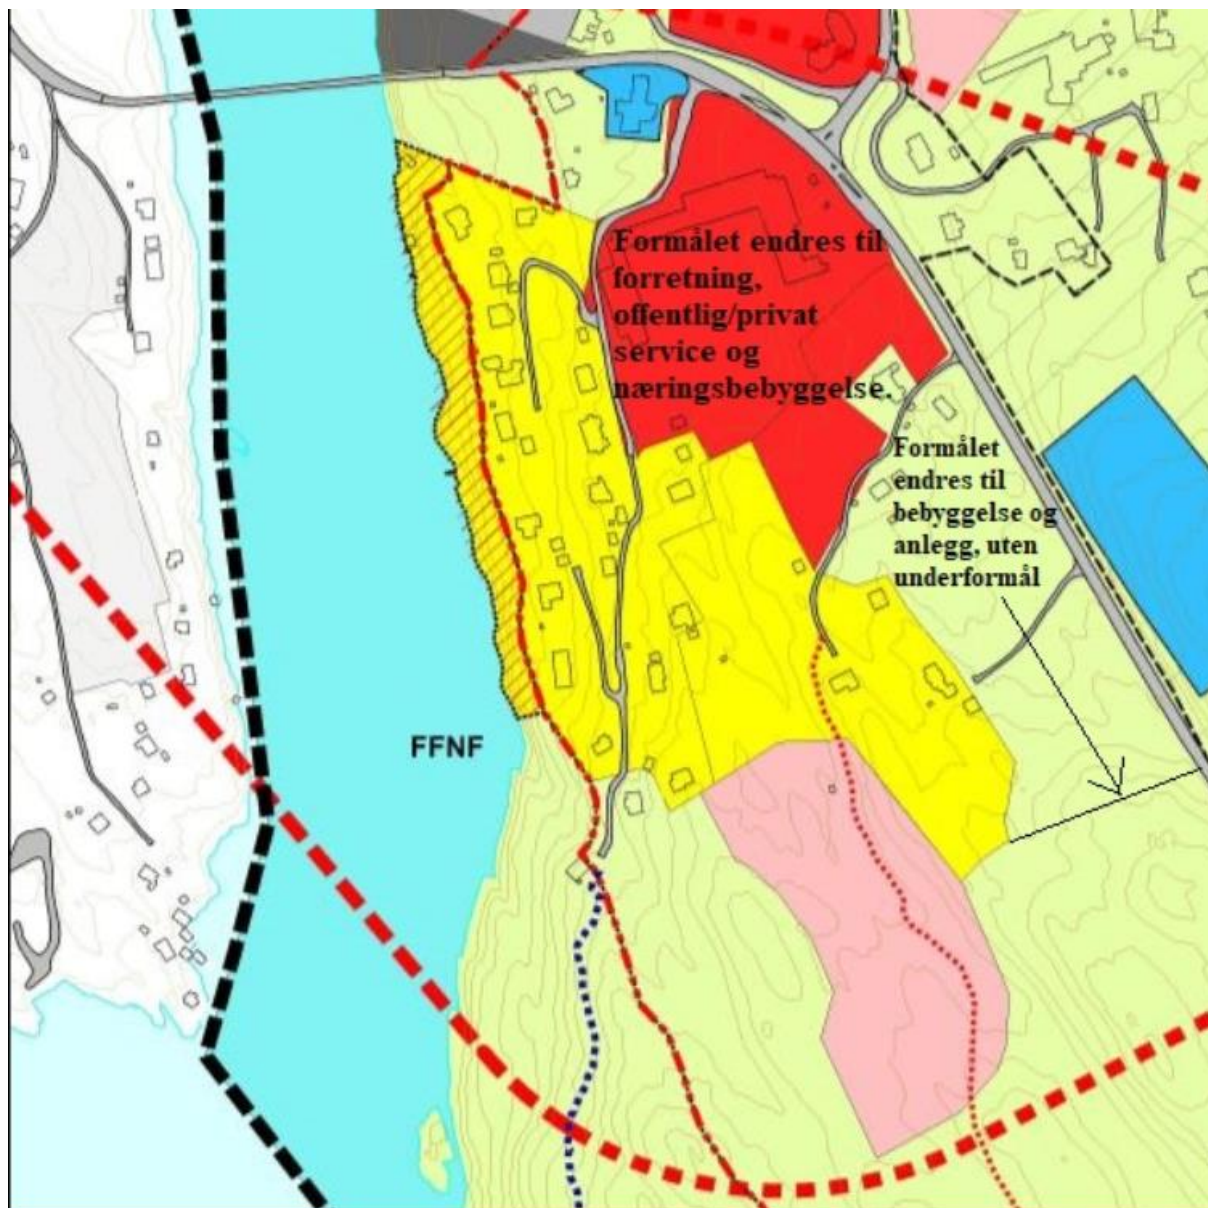 Formålet endres til
forretning,
offentlig/privat
service og
næringsbebyggelse.
Formålet
endres til
bebyggelse og
anlegg, uten
underformål
FFNF